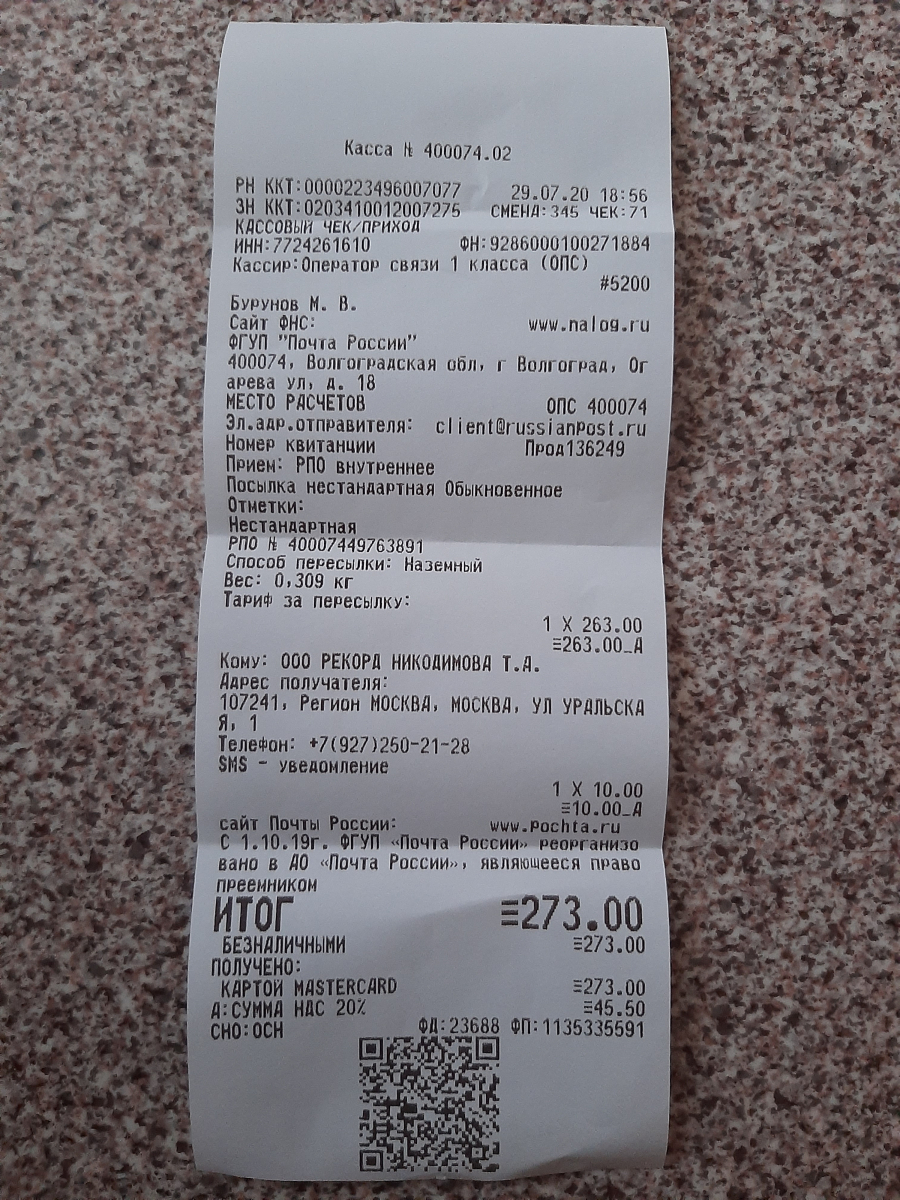 Касса № 400074.02
РН ККТ:0000223496007077 29.07.20 18:56
ЗН ККТ:0203410012007275 СМЕНА:345 ЧЕК:71
КАССОВЫЙ ЧЕК/ПРИХОД
ИНН:7724261610 ФН:9286000100271884
Кассир:Оператор связи 1 класса (ОПС)
#5200
Бурунов М. В.
Сайт ФНС: www.nalog.ru
ФГУП "Почта России"
400074, Волгоградская обл, г Волгоград, Ог
арева ул, д. 18
МЕСТО РАСЧЕТОВ ОПС 400074
Эл.адр.отправителя: client@russianpost.ru
Номер квитанции Прод136249
Прием: РПО внутреннее
Посылка нестандартная Обыкновенное
Отметки:
Нестандартная
РПО № 40007449763891
Способ пересылки: Наземный
Вес: 0,309 кг
Тариф за пересылку:
1 X 263.00
≡263.00_А
Кому: ООО РЕКОРД НИКОДИМОВА Т.А.
Адрес получателя:
107241, Регион МОСКВА, МОСКВА, УЛ УРАЛЬСКА
Я, 1
Телефон: +7(927)250-21-28
SMS - уведомление
1 X 10.00
≡10.00_А
сайт Почты России: www.pochta.ru
С 1.10.19г. ФГУП «Почта России» реорганизо
вано в АО «Почта России», являющееся право
преемником
ИТОГ ≡273.00
БЕЗНАЛИЧНЫМИ ≡273.00
ПОЛУЧЕНО:
КАРТОЙ MASTERCARD ≡273.00
А:СУММА НДС 20% ≡45.50
СНО:ОСН ФД:23688 ФП:1135335591